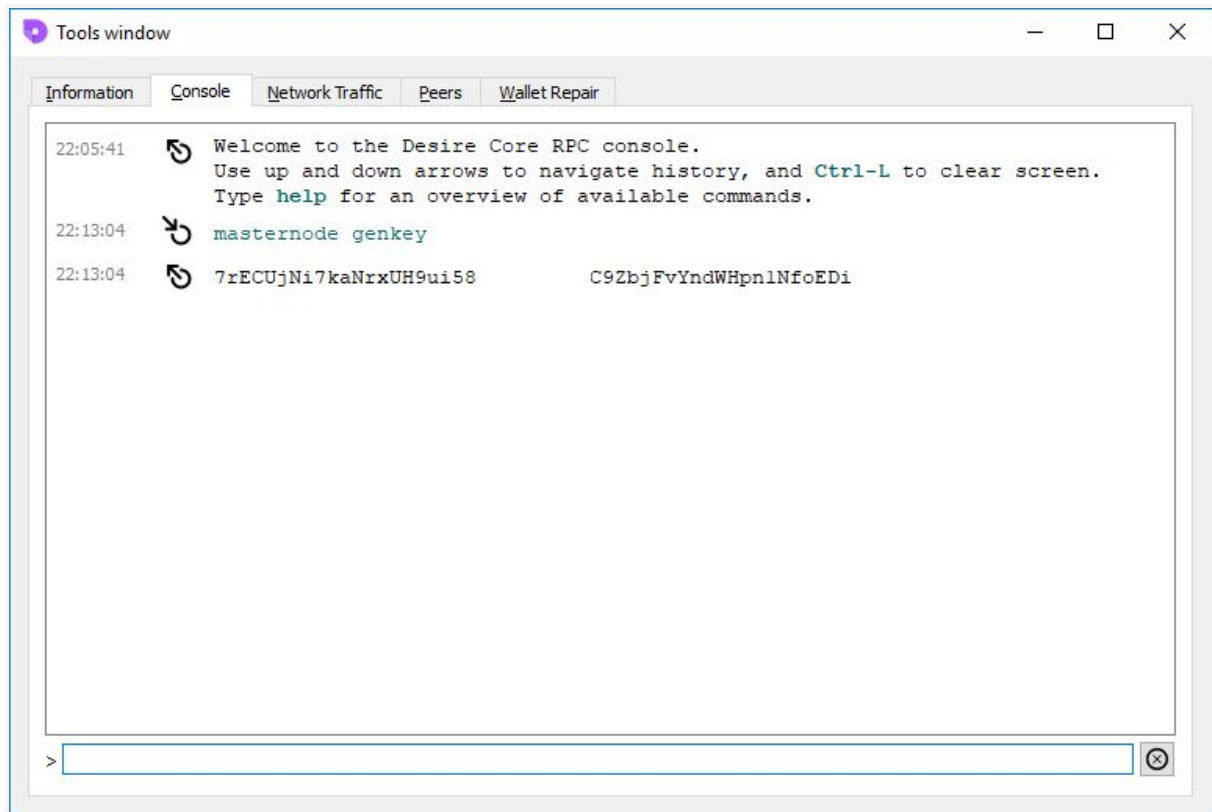 Tools window
Information Console Network Traffic Peers Wallet Repair
22:05:41 Welcome to the Desire Core RPC console.
Use up and down arrows to navigate history, and Ctrl-L to clear screen.
Type help for an overview of available commands.
22:13:04 masternode genkey
22:13:04 7rECUjNi7kaNrxUH9ui58 C9ZbjFvYndWHpn1NfoEDi
>